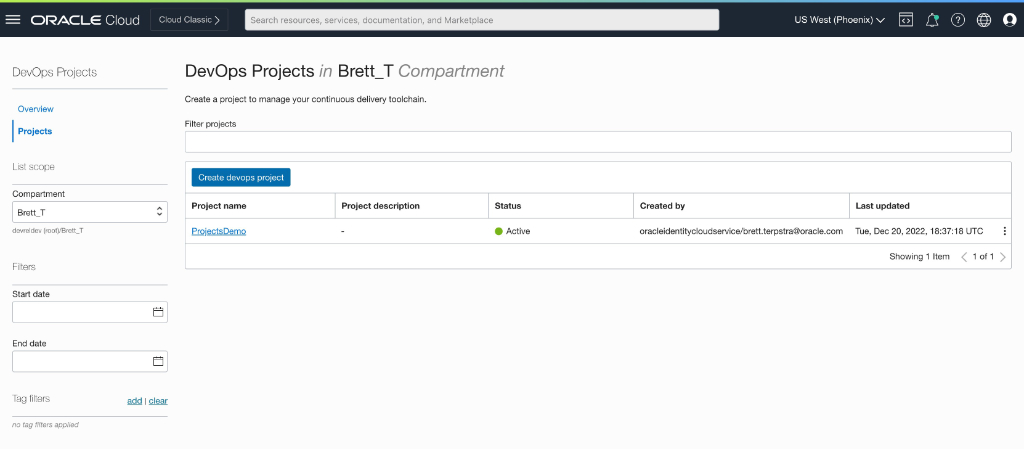 ORACLE Cloud
Cloud Classic
Search resources, services, documentation, and Marketplace
US West (Phoenix)
DevOps Projects
Overview
Projects
List scope
Compartment
Brett_T
devreldev (root)/Brett_T
Filters
Start date
End date
Tag filters add | clear
no tag filters applied
DevOps Projects in Brett_T Compartment
Create a project to manage your continuous delivery toolchain.
Filter projects
Create devops project
Project name Project description Status Created by Last updated
ProjectsDemo - Active oracleidentitycloudservice/brett.terpstra@oracle.com Tue, Dec 20, 2022, 18:37:18 UTC
Showing 1 Item < 1 of 1 >